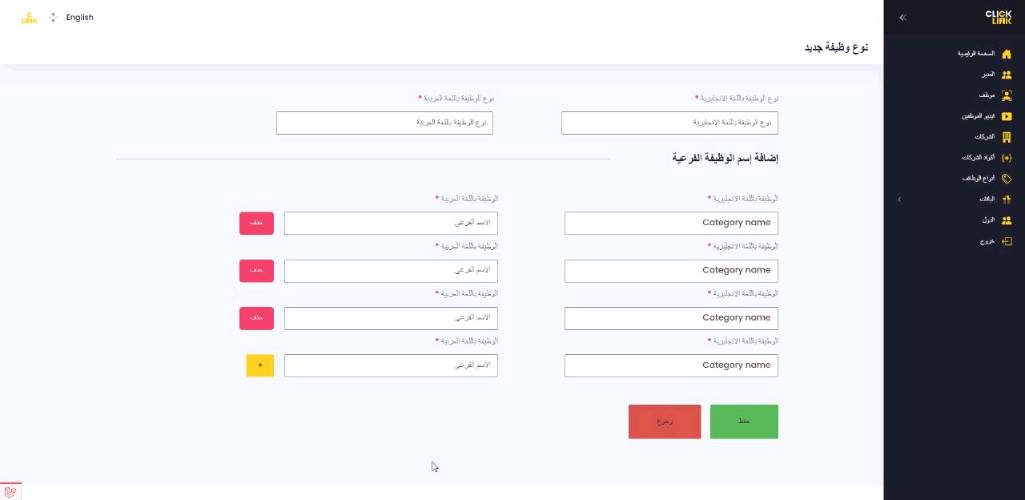 CLICK
LINK
English
نوع وظيفة جديد
الصفحة الرئيسية
المدير
موظف
فيديو الموظفين
الشركات
أكواد الشركات
أنواع الوظائف
الباقات
الدول
خروج
نوع الوظيفة باللغة الانجليزية *
نوع الوظيفة باللغة العربية *
نوع الوظيفة باللغة الانجليزية
نوع الوظيفة باللغة العربية
إضافة إسم الوظيفة الفرعية
الوظيفة باللغة الانجليزية *
الوظيفة باللغة العربية *
Category name
الاسم الفرعي
حذف
الوظيفة باللغة الانجليزية *
الوظيفة باللغة العربية *
Category name
الاسم الفرعي
حذف
الوظيفة باللغة الانجليزية *
الوظيفة باللغة العربية *
Category name
الاسم الفرعي
حذف
الوظيفة باللغة الانجليزية *
الوظيفة باللغة العربية *
Category name
الاسم الفرعي
+
حفظ
رجوع